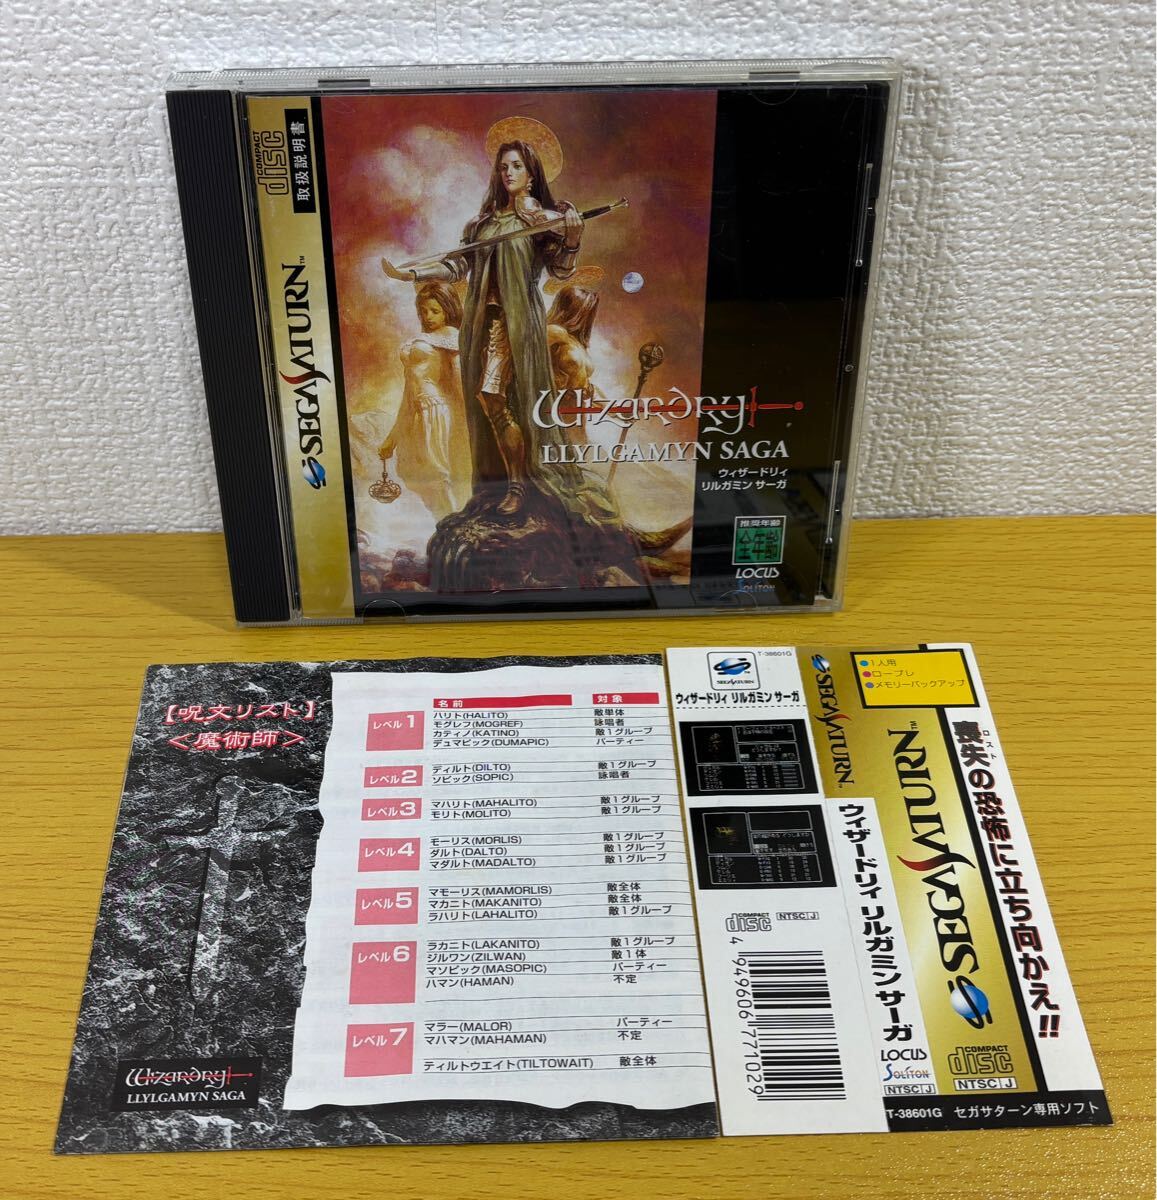 COMPACT
disc
取扱説明書
SEGA SATURN™
Wizardry
LLYLGAMYN SAGA
ウィザードリィ
リルガミン サーガ
推奨年齢
LOCUS
SOLITON
【呪文リスト】
＜魔術師＞
名前 対象
レベル1
ハリト(HALITO) 敵単体
モグレフ(MOGREF) 詠唱者
カティノ(KATINO) 敵1グループ
デュマピック(DUMAPIC) パーティー
レベル2
ディルト(DILTO) 敵1グループ
ソピック(SOPIC) 詠唱者
レベル3
マハリト(MAHALITO) 敵1グループ
モリト(MOLITO) 敵1グループ
レベル4
モーリス(MORLIS) 敵1グループ
ダルト(DALTO) 敵1グループ
マダルト(MADALTO) 敵1グループ
レベル5
マモーリス(MAMORLIS) 敵全体
マカニト(MAKANITO) 敵全体
ラハリト(LAHALITO) 敵1グループ
レベル6
ラカニト(LAKANITO) 敵1グループ
ジルワン(ZILWAN) 敵1体
マソピック(MASOPIC) パーティー
ハマン(HAMAN) 不定
レベル7
マラー(MALOR) パーティー
マハマン(MAHAMAN) 不定
ティルトウエイト(TILTOWAIT) 敵全体
Wizardry
LLYLGAMYN SAGA
T-38601G
SEGA SATURN
ウィザードリィ リルガミン サーガ
COMPACT
disc
NTSC J
4 949606 771029
SEGA SATURN™
ウィザードリィ リルガミン サーガ
LOCUS
SOLITON
NTSC J
T-38601G セガサターン専用ソフト
1人用
ロープレ
メモリーバックアップ
SEGA SATURN™
COMPACT
disc
NTSC J
ロスト
喪失の恐怖に立ち向かえ!!